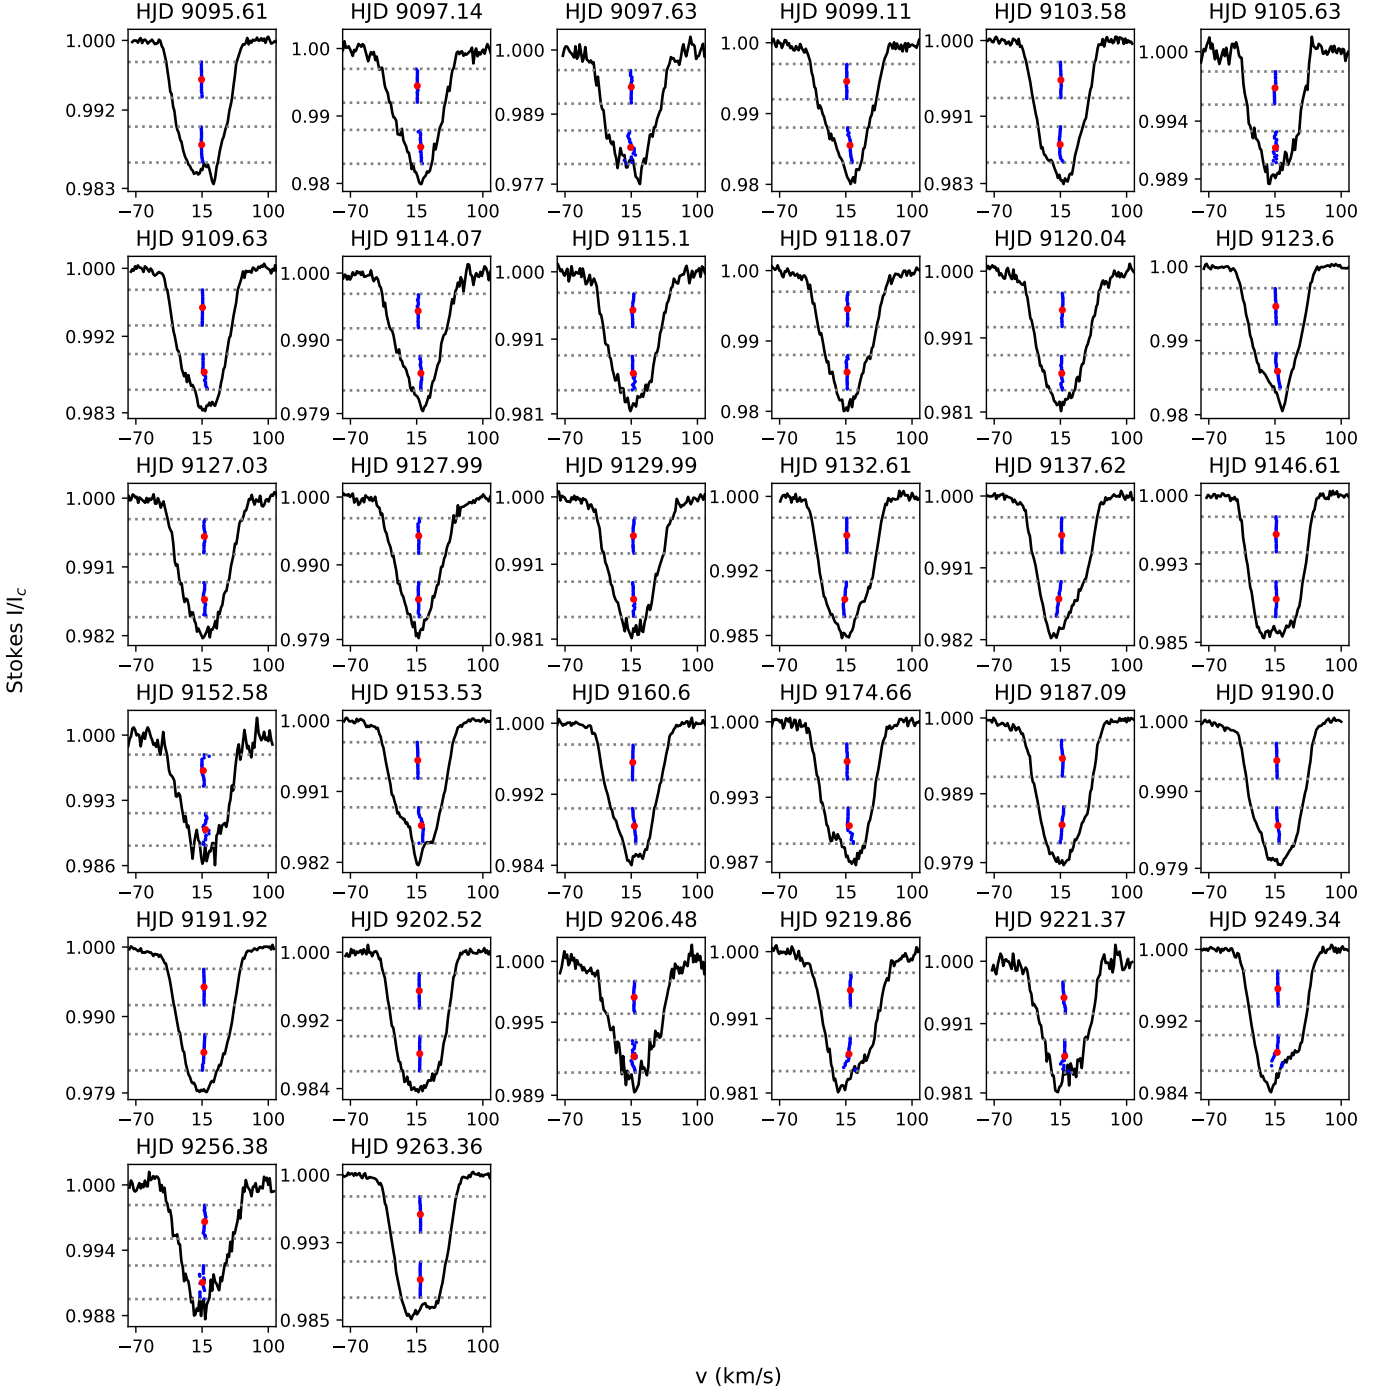 HJD 9095.61 HJD 9097.14 HJD 9097.63 HJD 9099.11 HJD 9103.58 HJD 9105.63
1.000 0.992 0.983 1.00 0.99 0.98 1.000 0.989 0.977 1.00 0.99 0.98 1.000 0.991 0.983 1.000 0.994 0.989
−70 15 100 −70 15 100 −70 15 100 −70 15 100 −70 15 100 −70 15 100
HJD 9109.63 HJD 9114.07 HJD 9115.1 HJD 9118.07 HJD 9120.04 HJD 9123.6
1.000 0.992 0.983 1.000 0.990 0.979 1.000 0.991 0.981 1.00 0.99 0.98 1.000 0.991 0.981 1.00 0.99 0.98
−70 15 100 −70 15 100 −70 15 100 −70 15 100 −70 15 100 −70 15 100
HJD 9127.03 HJD 9127.99 HJD 9129.99 HJD 9132.61 HJD 9137.62 HJD 9146.61
1.000 0.991 0.982 1.000 0.990 0.979 1.000 0.991 0.981 1.000 0.992 0.985 1.000 0.991 0.982 1.000 0.993 0.985
−70 15 100 −70 15 100 −70 15 100 −70 15 100 −70 15 100 −70 15 100
Stokes I/I_c
HJD 9152.58 HJD 9153.53 HJD 9160.6 HJD 9174.66 HJD 9187.09 HJD 9190.0
1.000 0.993 0.986 1.000 0.991 0.982 1.000 0.992 0.984 1.000 0.993 0.987 1.000 0.989 0.979 1.000 0.990 0.979
−70 15 100 −70 15 100 −70 15 100 −70 15 100 −70 15 100 −70 15 100
HJD 9191.92 HJD 9202.52 HJD 9206.48 HJD 9219.86 HJD 9221.37 HJD 9249.34
1.000 0.990 0.979 1.000 0.992 0.984 1.000 0.995 0.989 1.000 0.991 0.981 1.000 0.991 0.981 1.000 0.992 0.984
−70 15 100 −70 15 100 −70 15 100 −70 15 100 −70 15 100 −70 15 100
HJD 9256.38 HJD 9263.36
1.000 0.994 0.988 1.000 0.993 0.985
−70 15 100 −70 15 100
v (km/s)